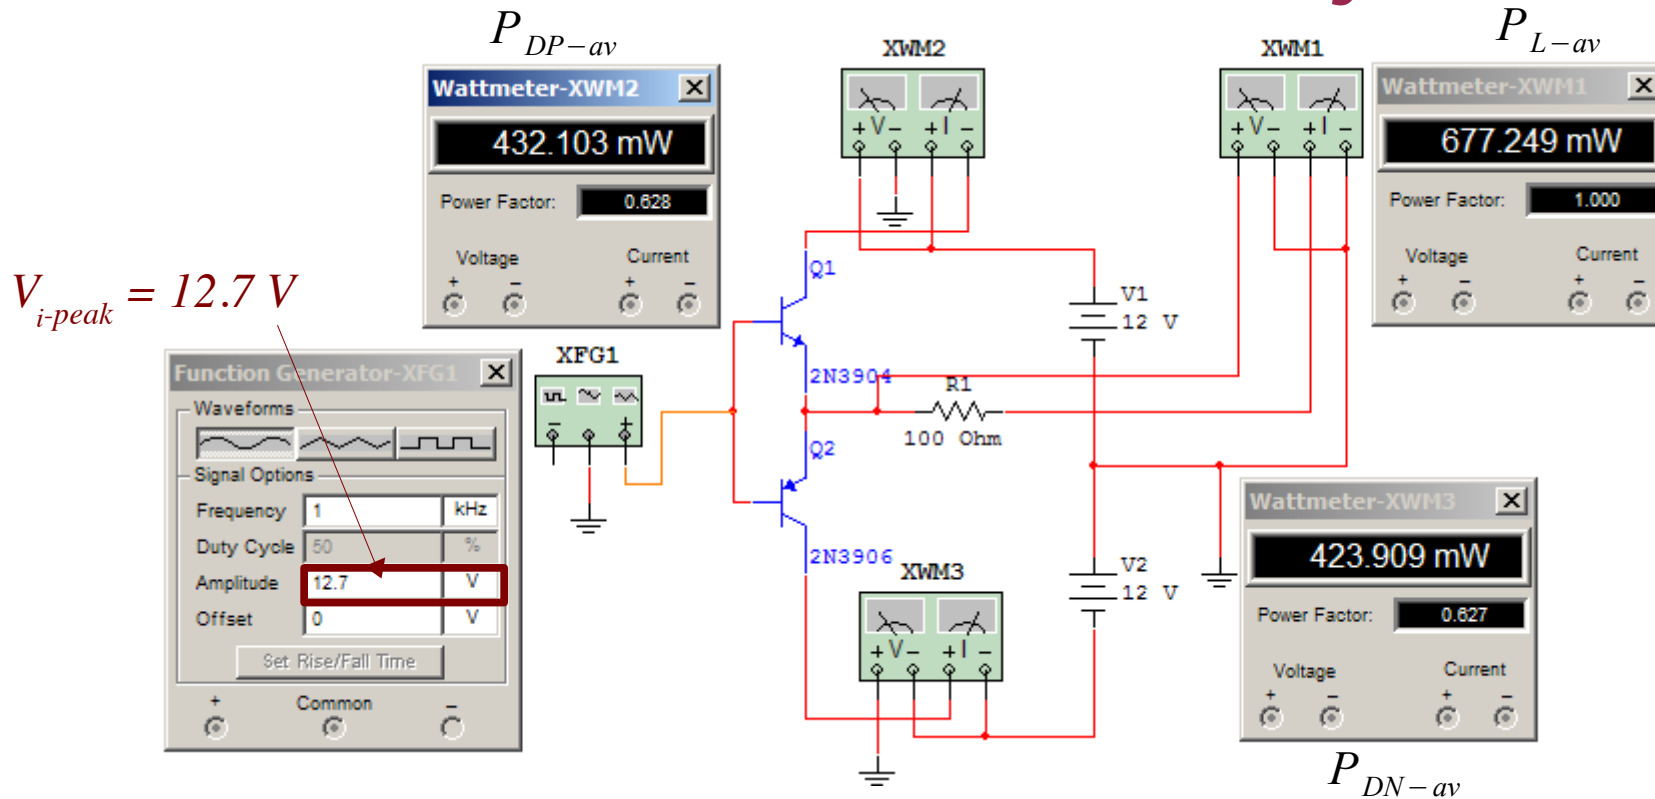 P DP–av
XWM2
XWM1
P L–av
Wattmeter-XWM2
432.103 mW
Power Factor: 0.628
Voltage Current
+ − + −
+ V − + I −
+ V − + I −
Wattmeter-XWM1
677.249 mW
Power Factor: 1.000
Voltage Current
+ − + −
V i-peak = 12.7 V
Q1
2N3904
V1
12 V
XFG1
− +
R1
100 Ohm
Q2
2N3906
Function Generator-XFG1
Waveforms
Signal Options
Frequency 1 kHz
Duty Cycle 50 %
Amplitude 12.7 V
Offset 0 V
Set Rise/Fall Time
+ Common −
XWM3
+ V − + I −
V2
12 V
Wattmeter-XWM3
423.909 mW
Power Factor: 0.627
Voltage Current
+ − + −
P DN–av